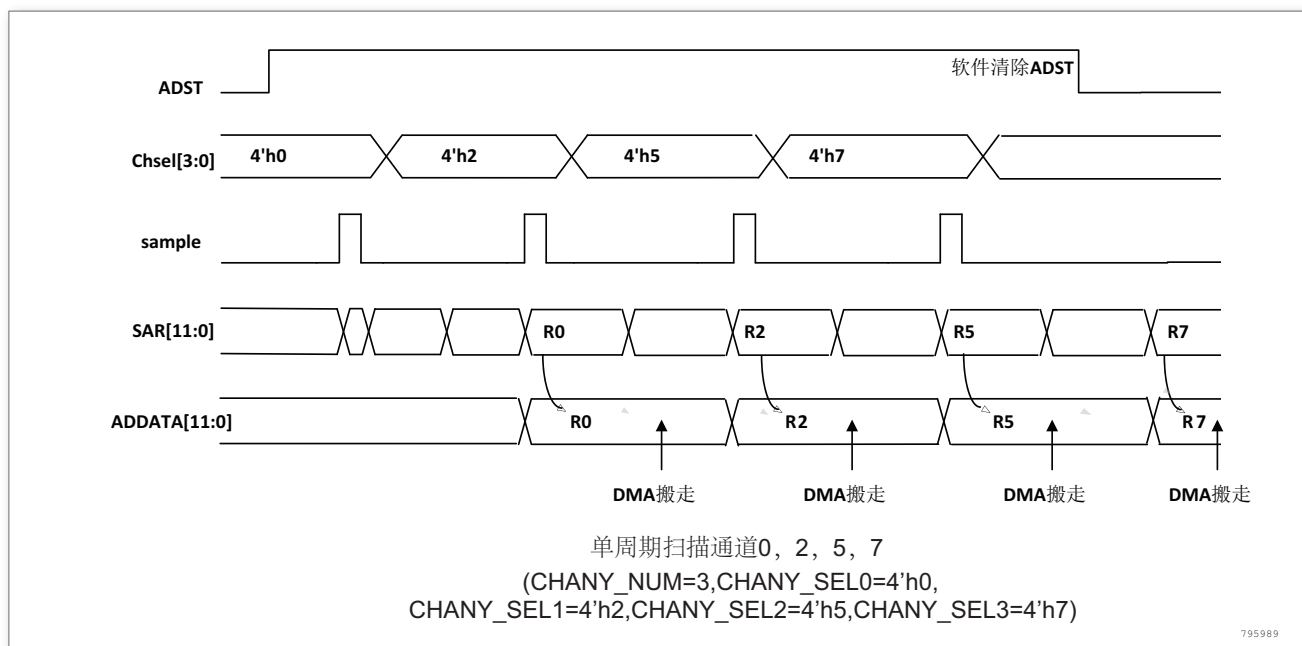 软件清除ADST
ADST
Chsel[3:0] 4'h0 4'h2 4'h5 4'h7
sample
SAR[11:0] R0 R2 R5 R7
ADDATA[11:0] R0 R2 R5 R7
DMA搬走 DMA搬走 DMA搬走 DMA搬走
单周期扫描通道0，2，5，7
(CHANY_NUM=3,CHANY_SEL0=4’h0,
CHANY_SEL1=4’h2,CHANY_SEL2=4’h5,CHANY_SEL3=4’h7)
795989